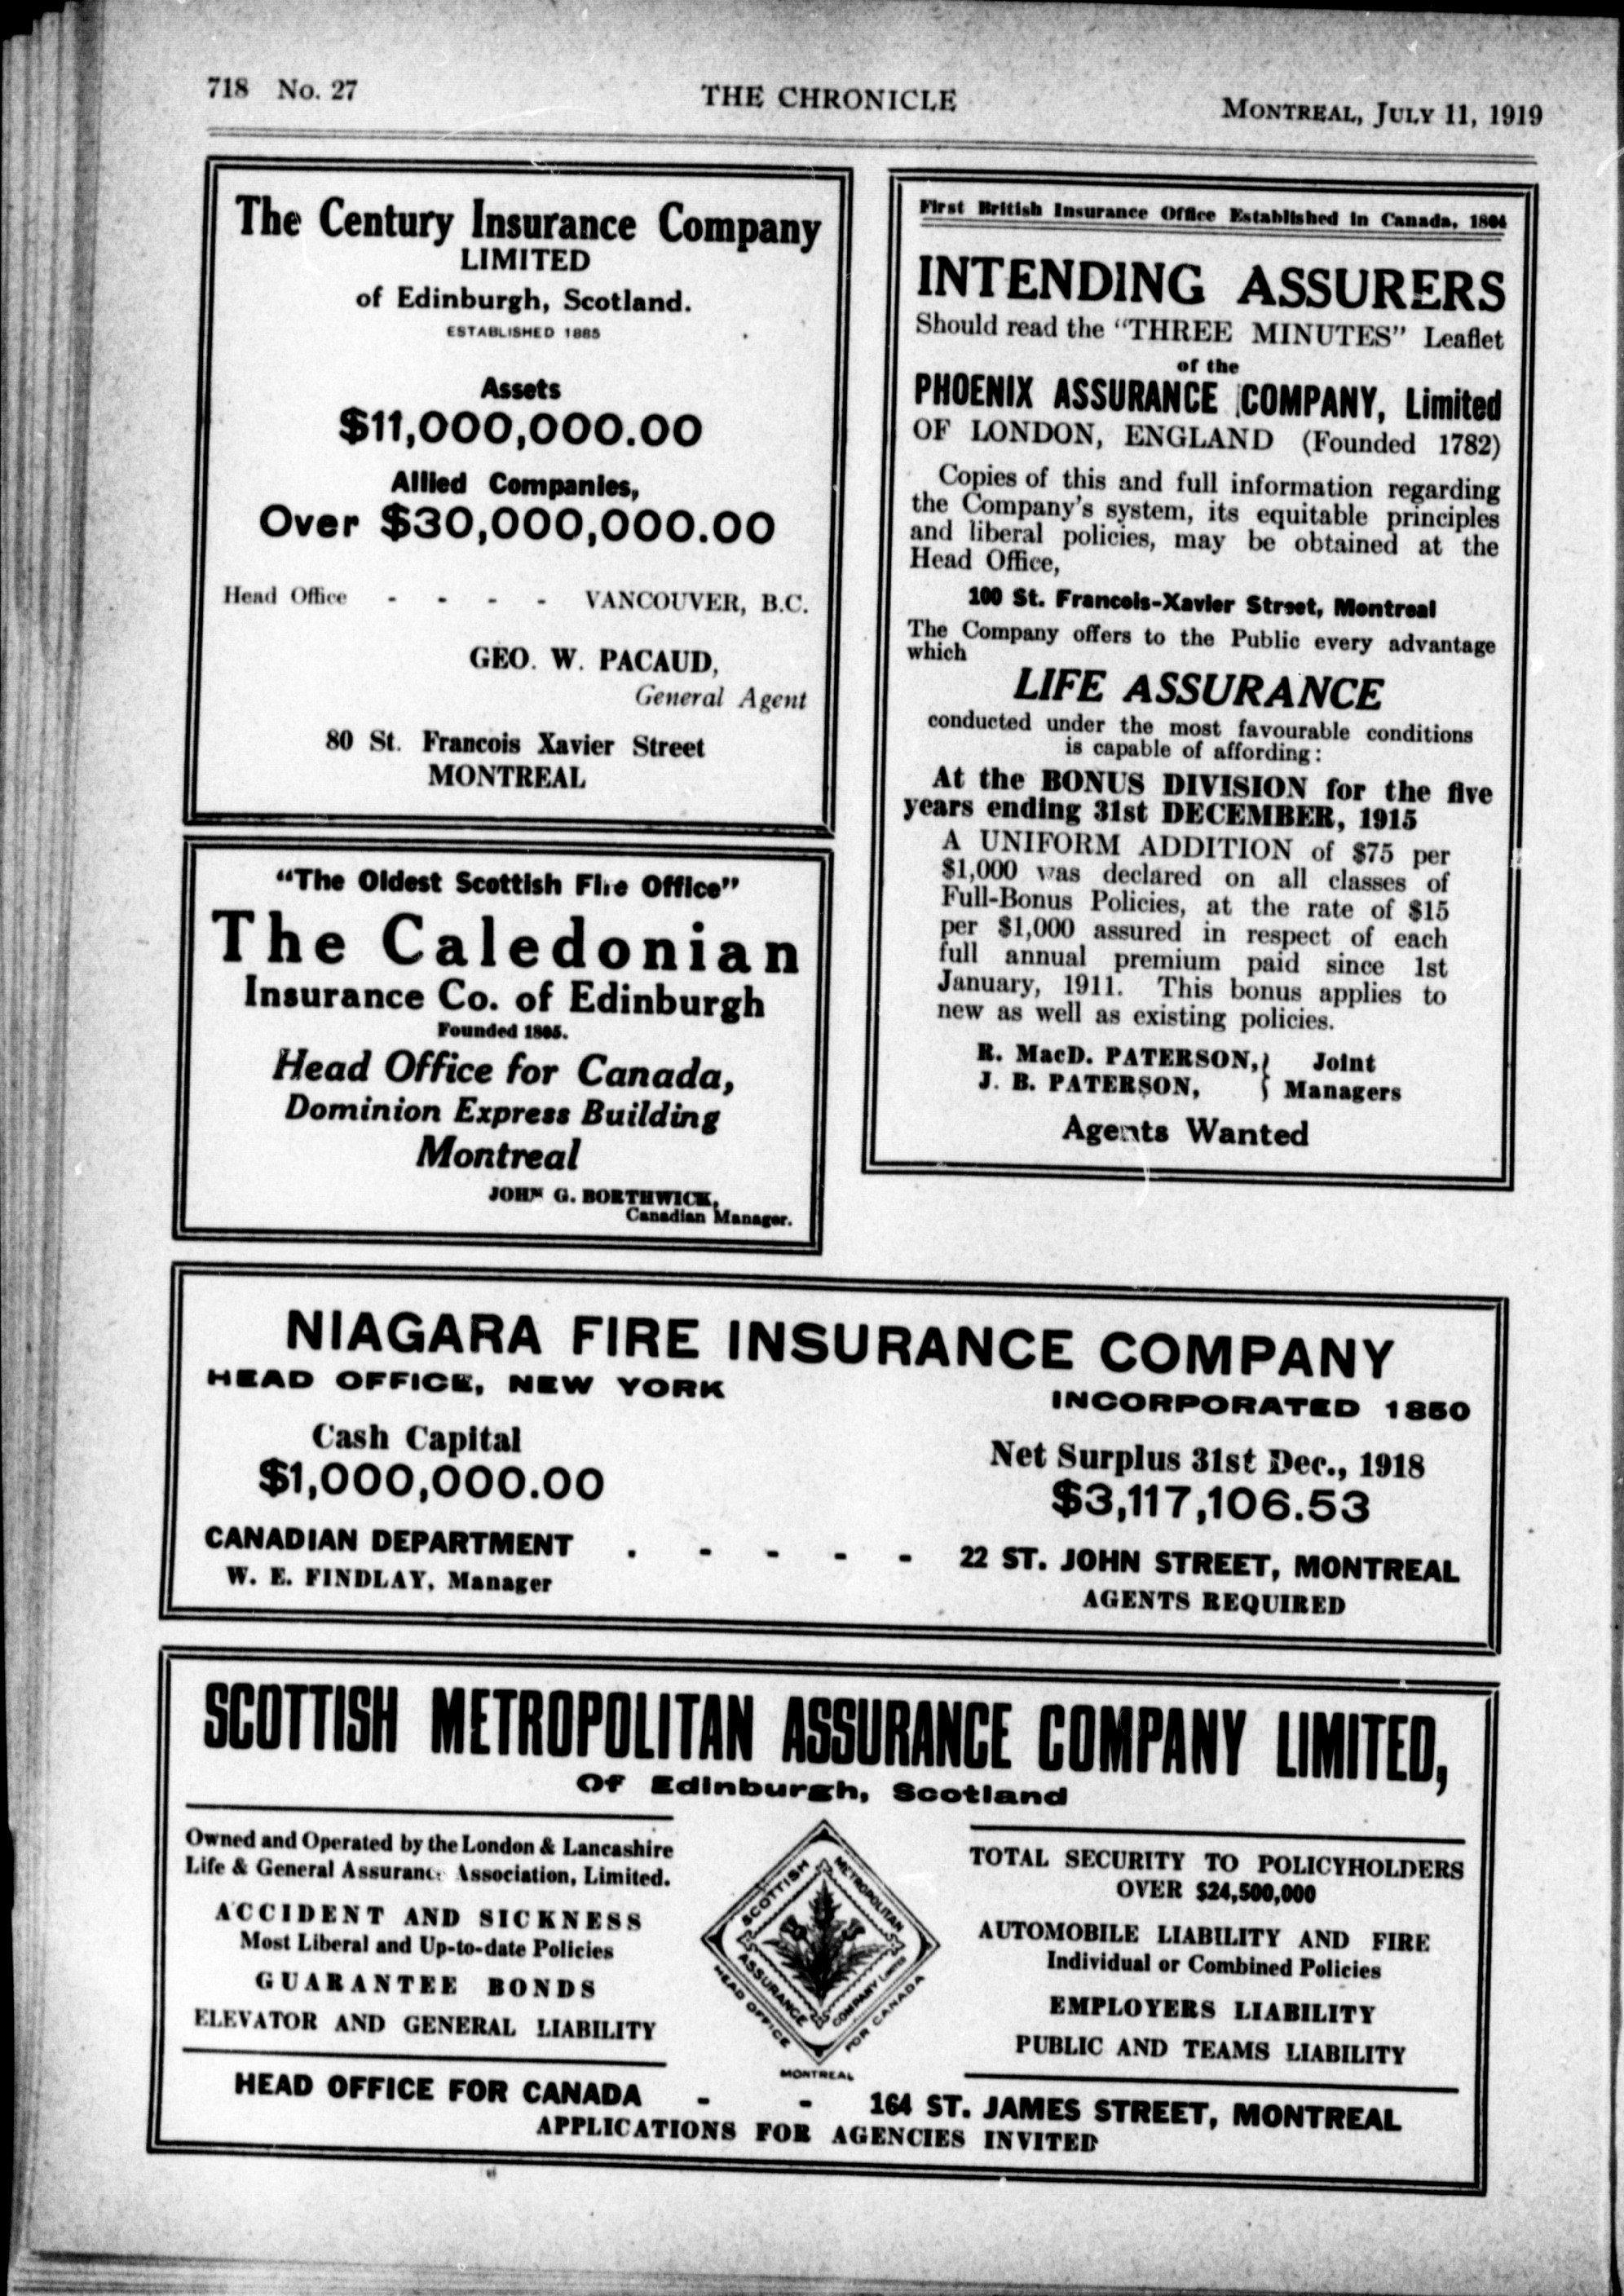 718 No. 27
THE CHRONICLE
MONTREAL, JULY 11, 1919
The Century Insurance Company
LIMITED
of Edinburgh, Scotland.
ESTABLISHED 1885
Assets
$11,000,000.00
Allied Companies,
Over $30,000,000.00
Head Office - - - - VANCOUVER, B.C.
GEO. W. PACAUD,
General Agent
80 St. Francois Xavier Street
MONTREAL
"The Oldest Scottish Fire Office"
The Caledonian
Insurance Co. of Edinburgh
Founded 1805.
Head Office for Canada,
Dominion Express Building
Montreal
JOHN G. BORTHWICK,
Canadian Manager.
First British Insurance Office Established in Canada, 1804
INTENDING ASSURERS
Should read the "THREE MINUTES" Leaflet
of the
PHOENIX ASSURANCE COMPANY, Limited
OF LONDON, ENGLAND (Founded 1782)
Copies of this and full information regarding
the Company's system, its equitable principles
and liberal policies, may be obtained at the
Head Office,
100 St. Francois-Xavier Street, Montreal
The Company offers to the Public every advantage
which
LIFE ASSURANCE
conducted under the most favourable conditions
is capable of affording:
At the BONUS DIVISION for the five
years ending 31st DECEMBER, 1915
A UNIFORM ADDITION of $75 per
$1,000 was declared on all classes of
Full-Bonus Policies, at the rate of $15
per $1,000 assured in respect of each
full annual premium paid since 1st
January, 1911. This bonus applies to
new as well as existing policies.
R. MacD. PATERSON, } Joint
J. B. PATERSON, } Managers
Agents Wanted
NIAGARA FIRE INSURANCE COMPANY
HEAD OFFICE, NEW YORK
INCORPORATED 1850
Cash Capital
$1,000,000.00
Net Surplus 31st Dec., 1918
$3,117,106.53
CANADIAN DEPARTMENT . - - - - 22 ST. JOHN STREET, MONTREAL
W. E. FINDLAY, Manager
AGENTS REQUIRED
SCOTTISH METROPOLITAN ASSURANCE COMPANY LIMITED,
Of Edinburgh, Scotland
Owned and Operated by the London & Lancashire
Life & General Assurance Association, Limited.
ACCIDENT AND SICKNESS
Most Liberal and Up-to-date Policies
GUARANTEE BONDS
ELEVATOR AND GENERAL LIABILITY
SCOTTISH METROPOLITAN
ASSURANCE COMPANY LIMITED
HEAD OFFICE FOR CANADA
MONTREAL
TOTAL SECURITY TO POLICYHOLDERS
OVER $24,500,000
AUTOMOBILE LIABILITY AND FIRE
Individual or Combined Policies
EMPLOYERS LIABILITY
PUBLIC AND TEAMS LIABILITY
HEAD OFFICE FOR CANADA - - 164 ST. JAMES STREET, MONTREAL
APPLICATIONS FOR AGENCIES INVITED